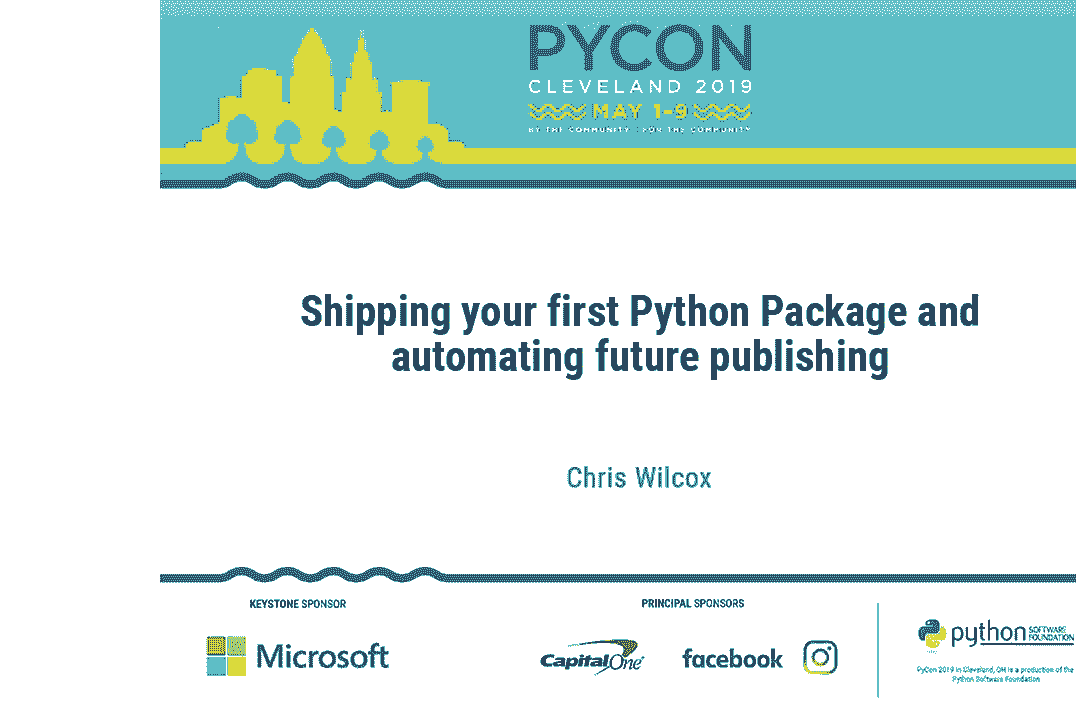 PYCON
CLEVELAND 2019
MAY 1-9
BY THE COMMUNITY | FOR THE COMMUNITY
Shipping your first Python Package and
automating future publishing
Chris Wilcox
KEYSTONE SPONSOR
PRINCIPAL SPONSORS
Microsoft
CapitalOne
facebook
python SOFTWARE
FOUNDATION
PyCon 2019 in Cleveland, OH is a production of the
Python Software Foundation